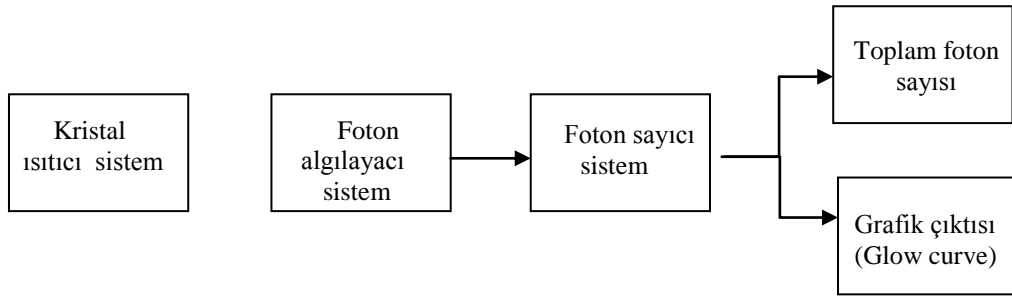 Kristal
ısıtıcı sistem
Foton
algılayacı
sistem
Foton sayıcı
sistem
Toplam foton
sayısı
Grafik çıktısı
(Glow curve)